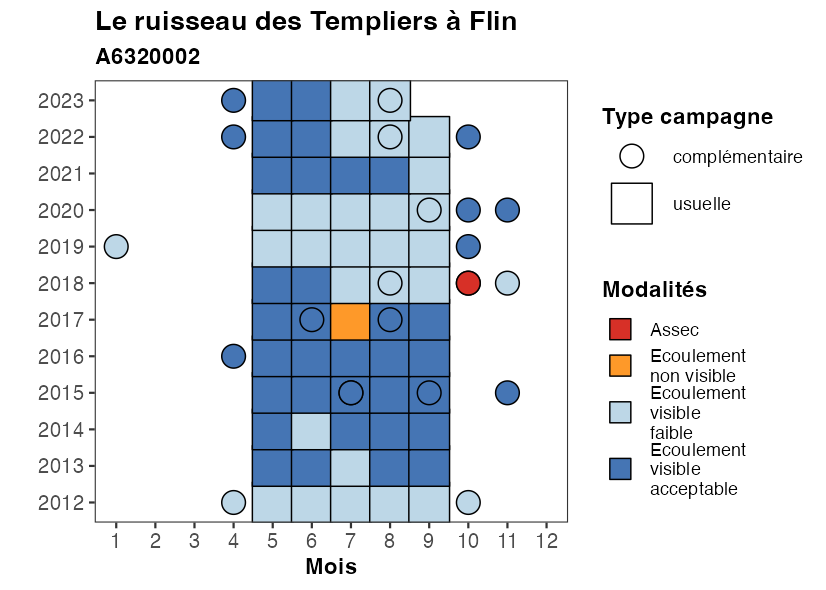 Le ruisseau des Templiers à Flin
A6320002
2023
2022
2021
2020
2019
2018
2017
2016
2015
2014
2013
2012
1 2 3 4 5 6 7 8 9 10 11 12
Mois
Type campagne
complémentaire
usuelle
Modalités
Assec
Ecoulement
non visible
Ecoulement
visible
faible
Ecoulement
visible
acceptable